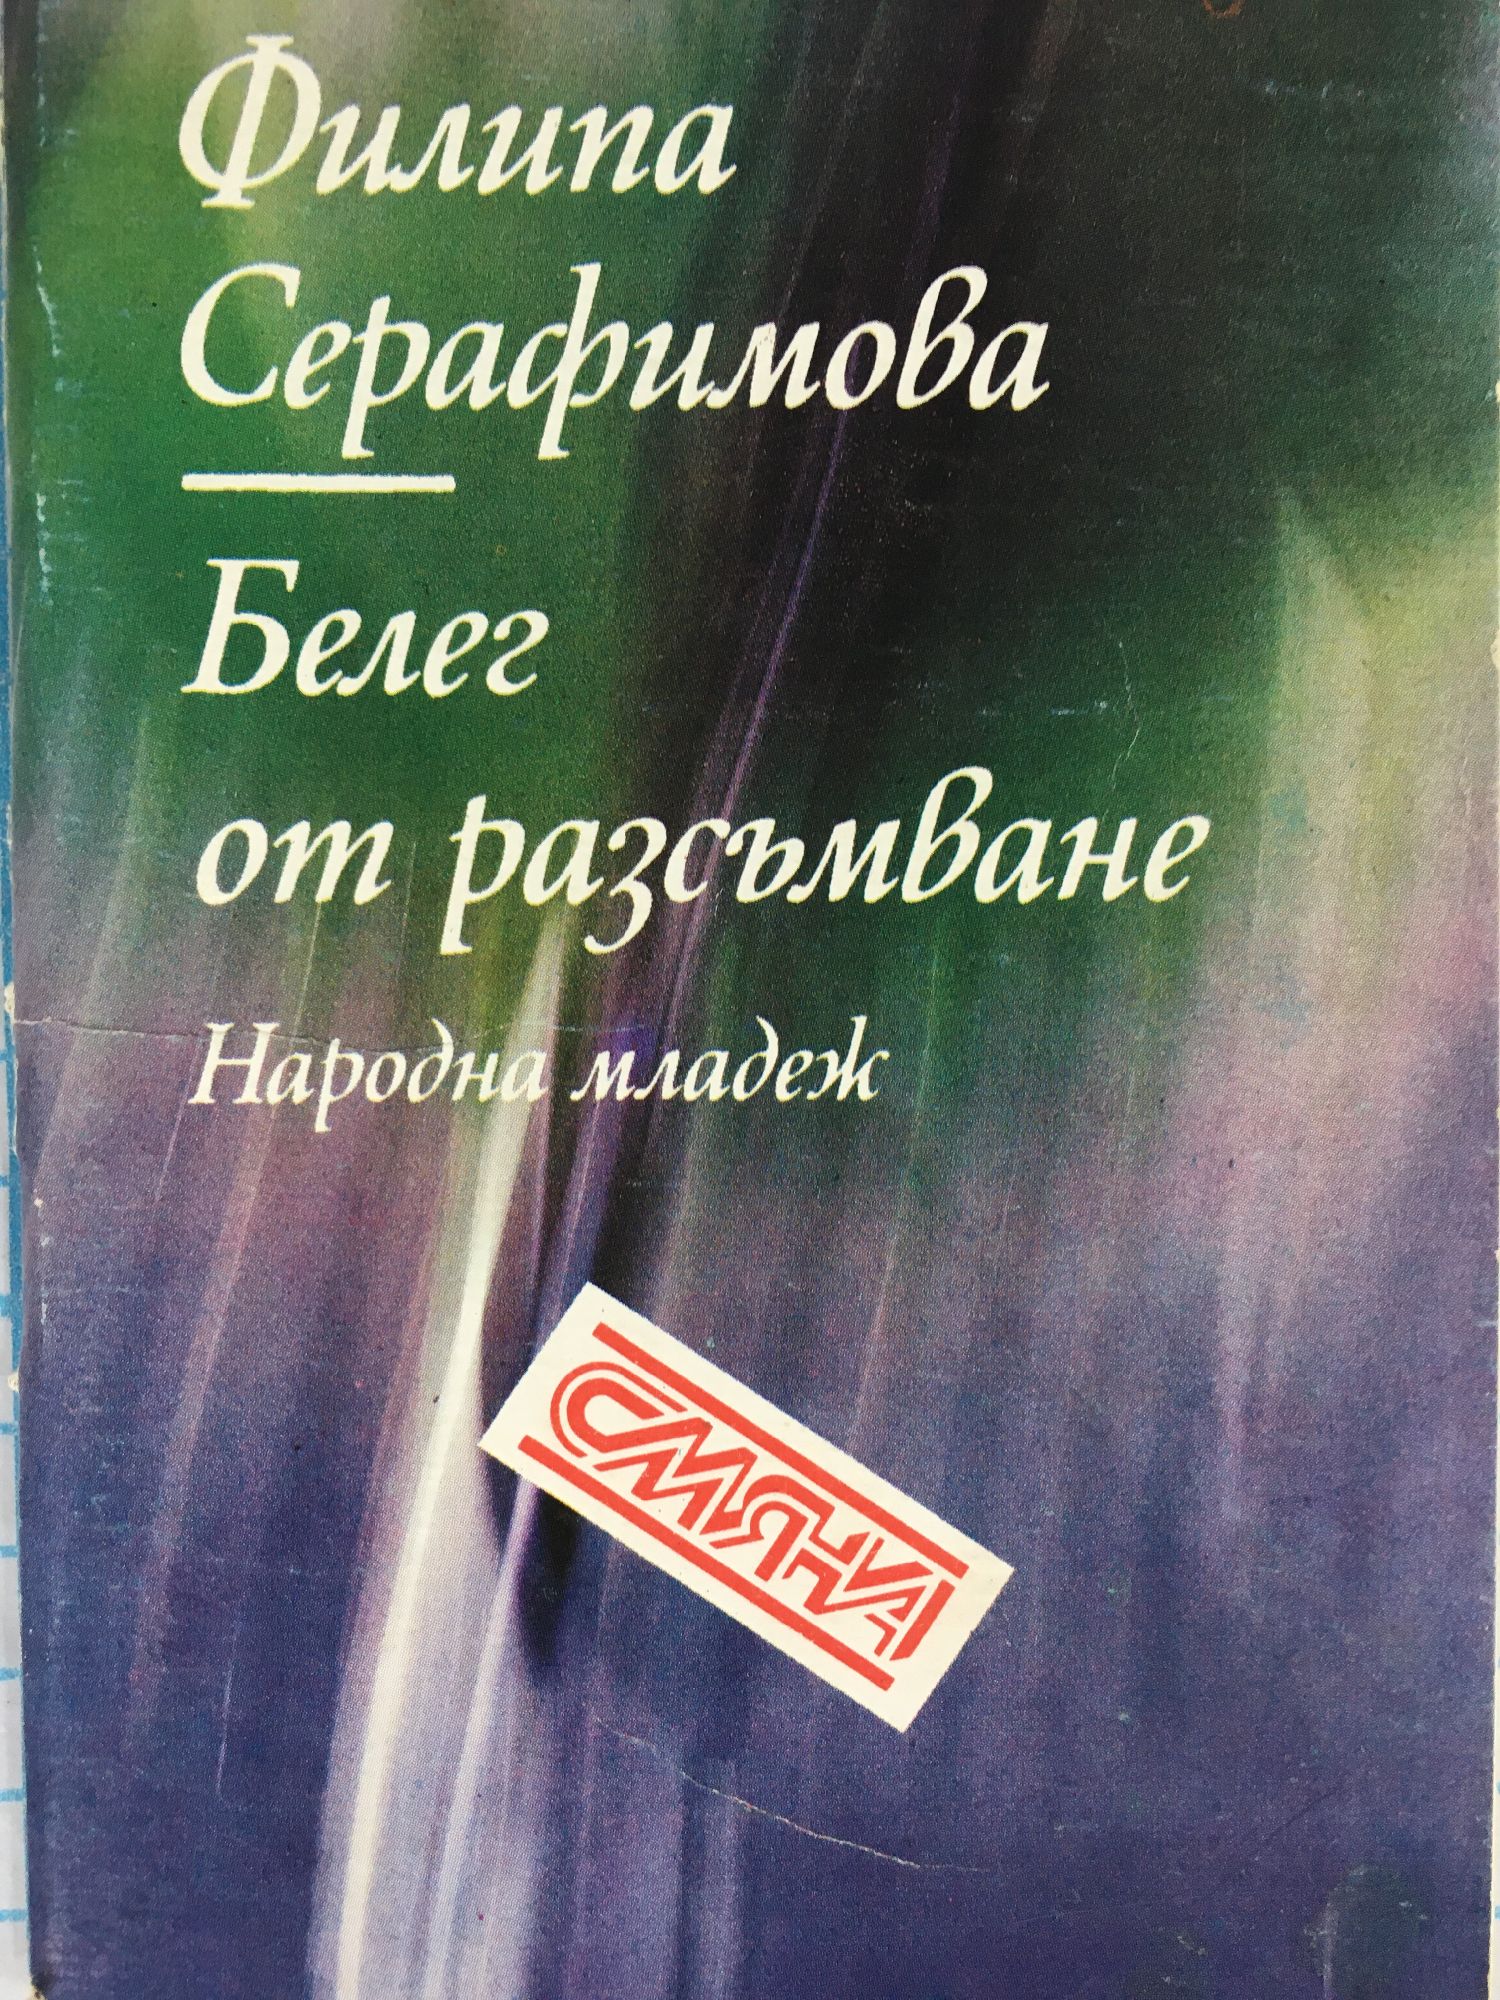 Филипа
Серафимова
Белег
от разсъмване
Народна младеж
СМЯНА